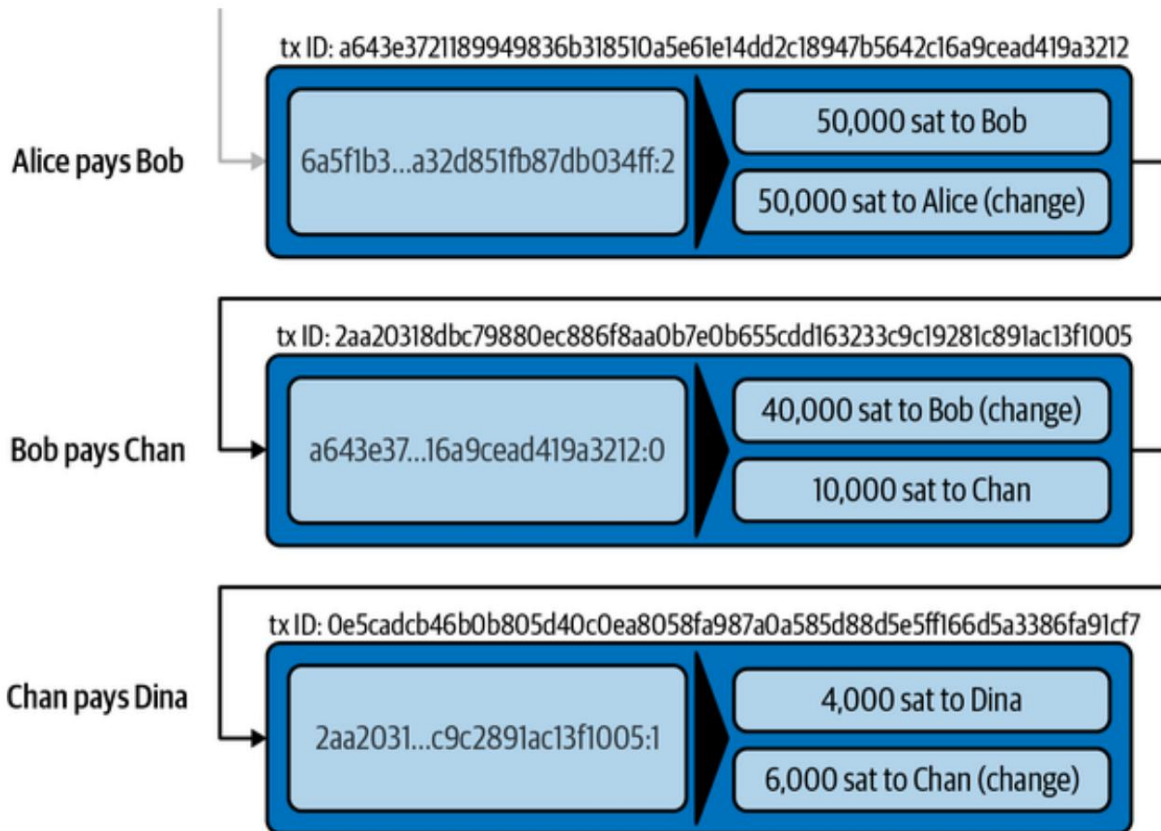 tx ID: a643e3721189949836b318510a5e61e14dd2c18947b5642c16a9cead419a3212
Alice pays Bob
6a5f1b3...a32d851fb87db034ff:2
50,000 sat to Bob
50,000 sat to Alice (change)
tx ID: 2aa20318dbc79880ec886f8aa0b7e0b655cdd163233c9c19281c891ac13f1005
Bob pays Chan
a643e37...16a9cead419a3212:0
40,000 sat to Bob (change)
10,000 sat to Chan
tx ID: 0e5cadcb46b0b805d40c0ea8058fa987a0a585d88d5e5ff166d5a3386fa91cf7
Chan pays Dina
2aa2031...c9c2891ac13f1005:1
4,000 sat to Dina
6,000 sat to Chan (change)